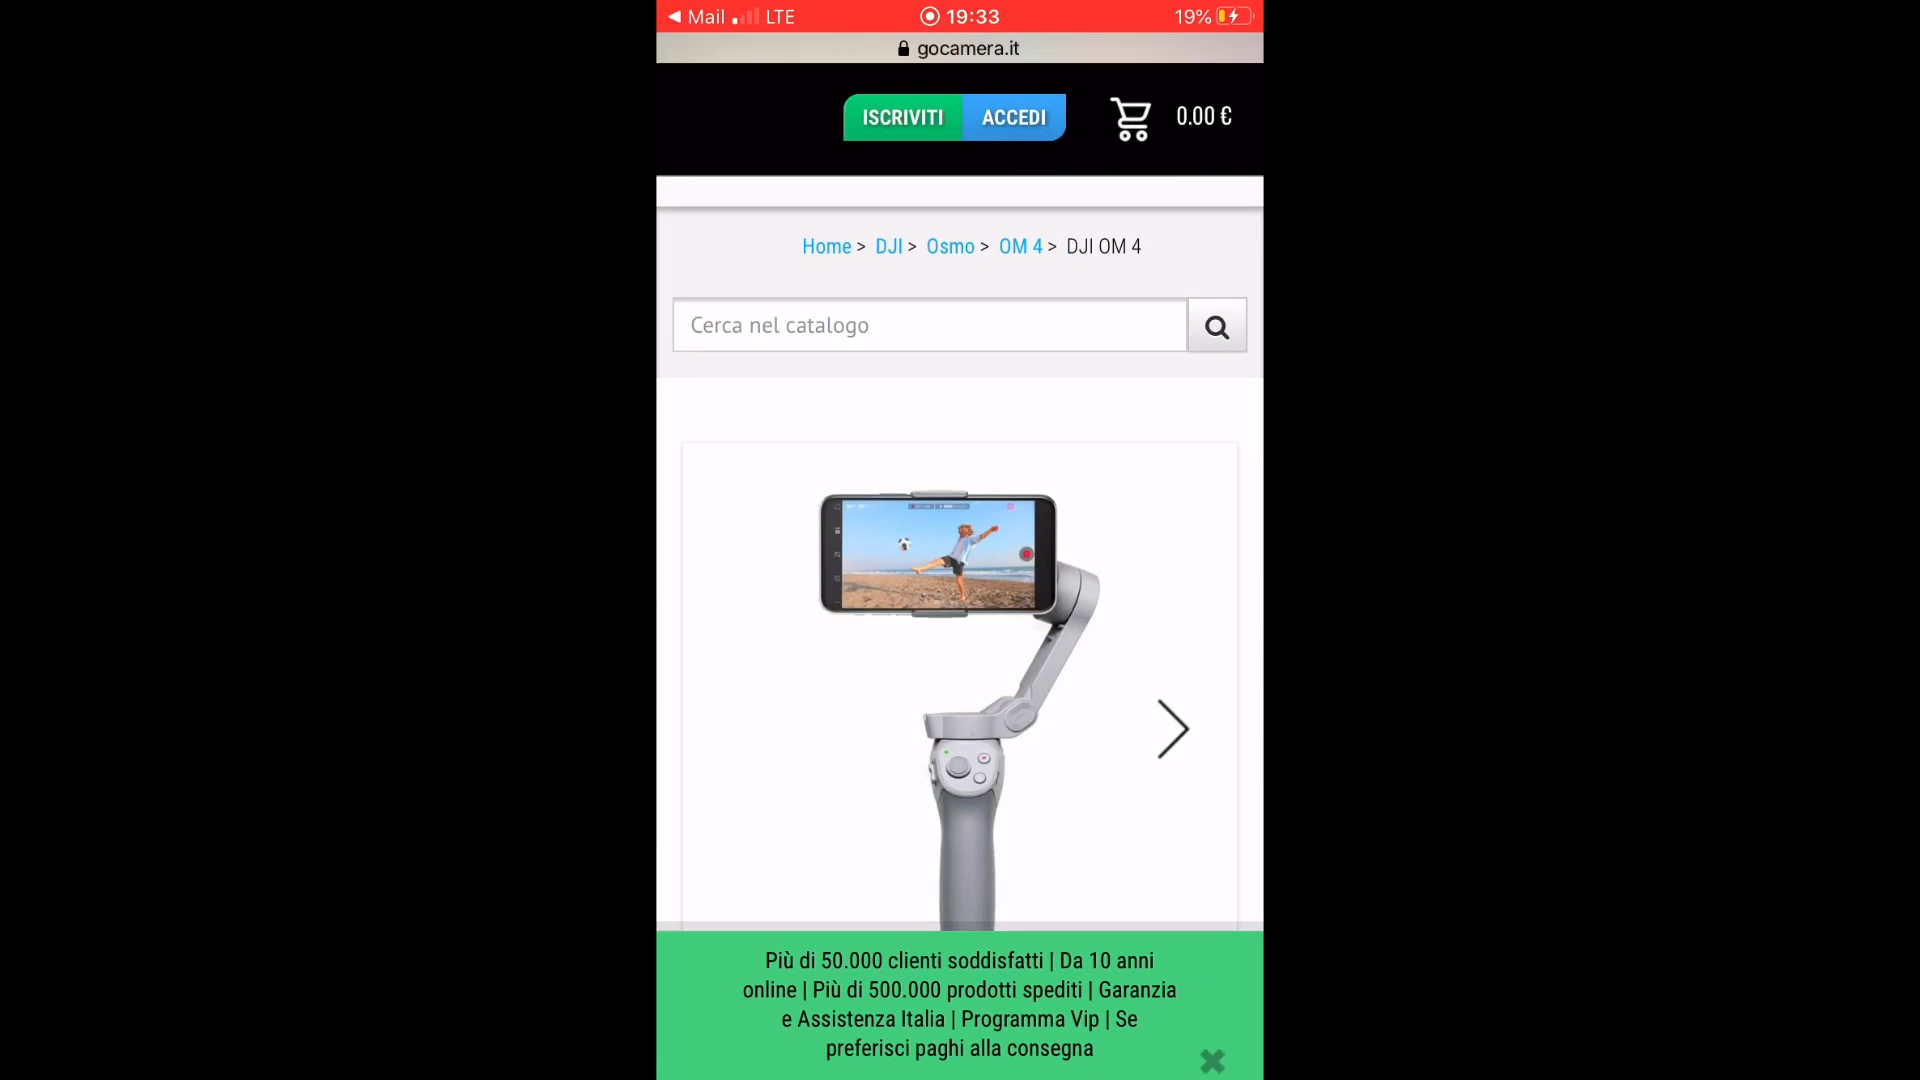 Mail LTE 19:33 19%
gocamera.it
ISCRIVITI ACCEDI 0.00 €
Home > DJI > Osmo > OM 4 > DJI OM 4
Cerca nel catalogo
Più di 50.000 clienti soddisfatti | Da 10 anni
online | Più di 500.000 prodotti spediti | Garanzia
e Assistenza Italia | Programma Vip | Se
preferisci paghi alla consegna